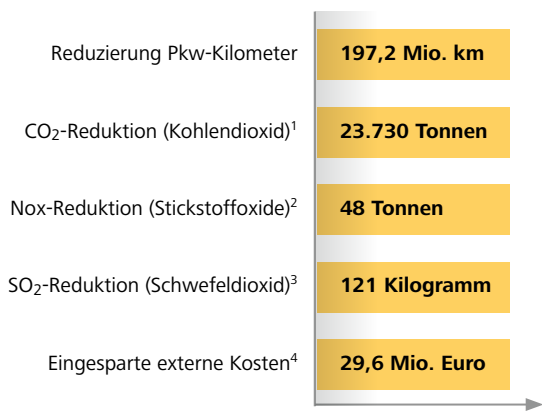 Reduzierung Pkw-Kilometer 197,2 Mio. km
CO₂-Reduktion (Kohlendioxid)¹ 23.730 Tonnen
Nox-Reduktion (Stickstoffoxide)² 48 Tonnen
SO₂-Reduktion (Schwefeldioxid)³ 121 Kilogramm
Eingesparte externe Kosten⁴ 29,6 Mio. Euro